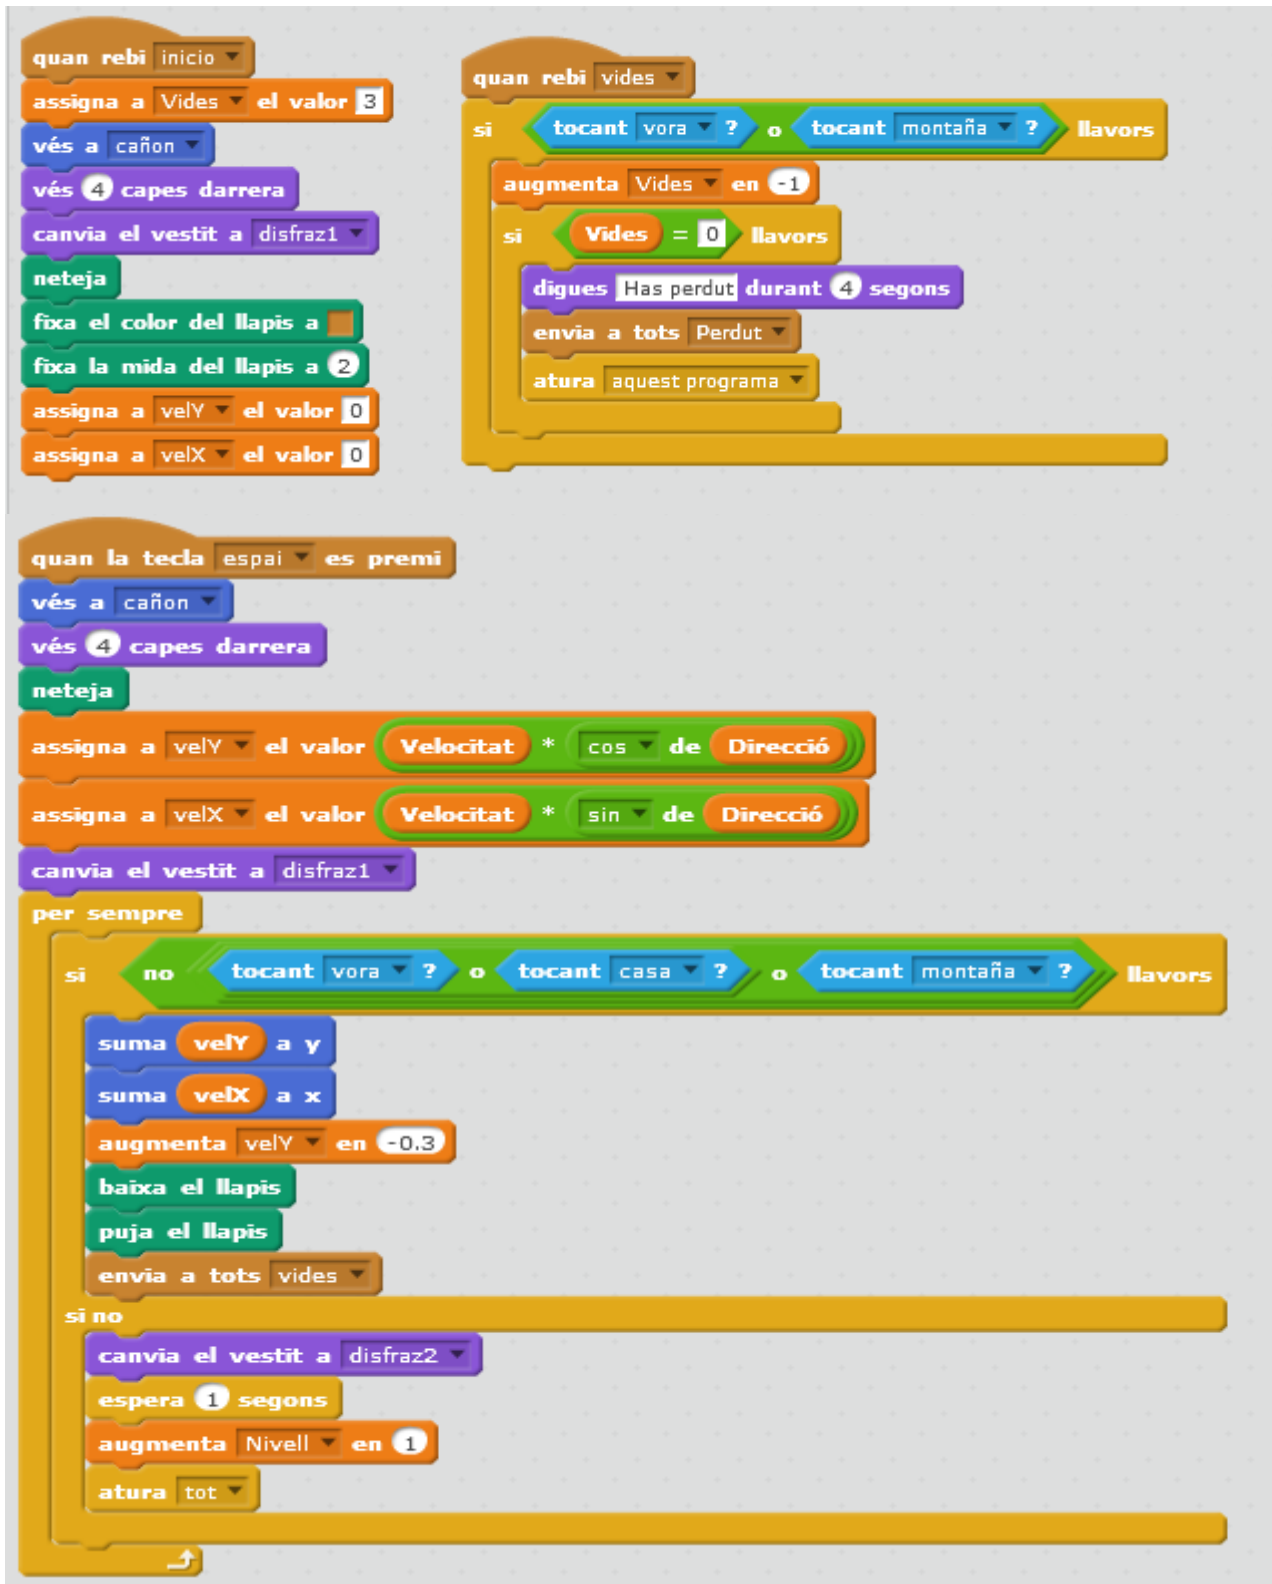 quan rebi inicio
assigna a Vides el valor 3
vés a cañon
vés 4 capes darrera
canvia el vestit a disfraz1
neteja
fixa el color del llapis a
fixa la mida del llapis a 2
assigna a velY el valor 0
assigna a velX el valor 0
quan rebi vides
si tocant vora ? o tocant montaña ? llavors
augmenta Vides en -1
si Vides = 0 llavors
digues Has perdut durant 4 segons
envia a tots Perdut
atura aquest programa
quan la tecla espai es premi
vés a cañon
vés 4 capes darrera
neteja
assigna a velY el valor Velocitat * cos de Direcció
assigna a velX el valor Velocitat * sin de Direcció
canvia el vestit a disfraz1
per sempre
si no tocant vora ? o tocant casa ? o tocant montaña ? llavors
suma velY a y
suma velX a x
augmenta velY en -0.3
baixa el llapis
puja el llapis
envia a tots vides
si no
canvia el vestit a disfraz2
espera 1 segons
augmenta Nivell en 1
atura tot